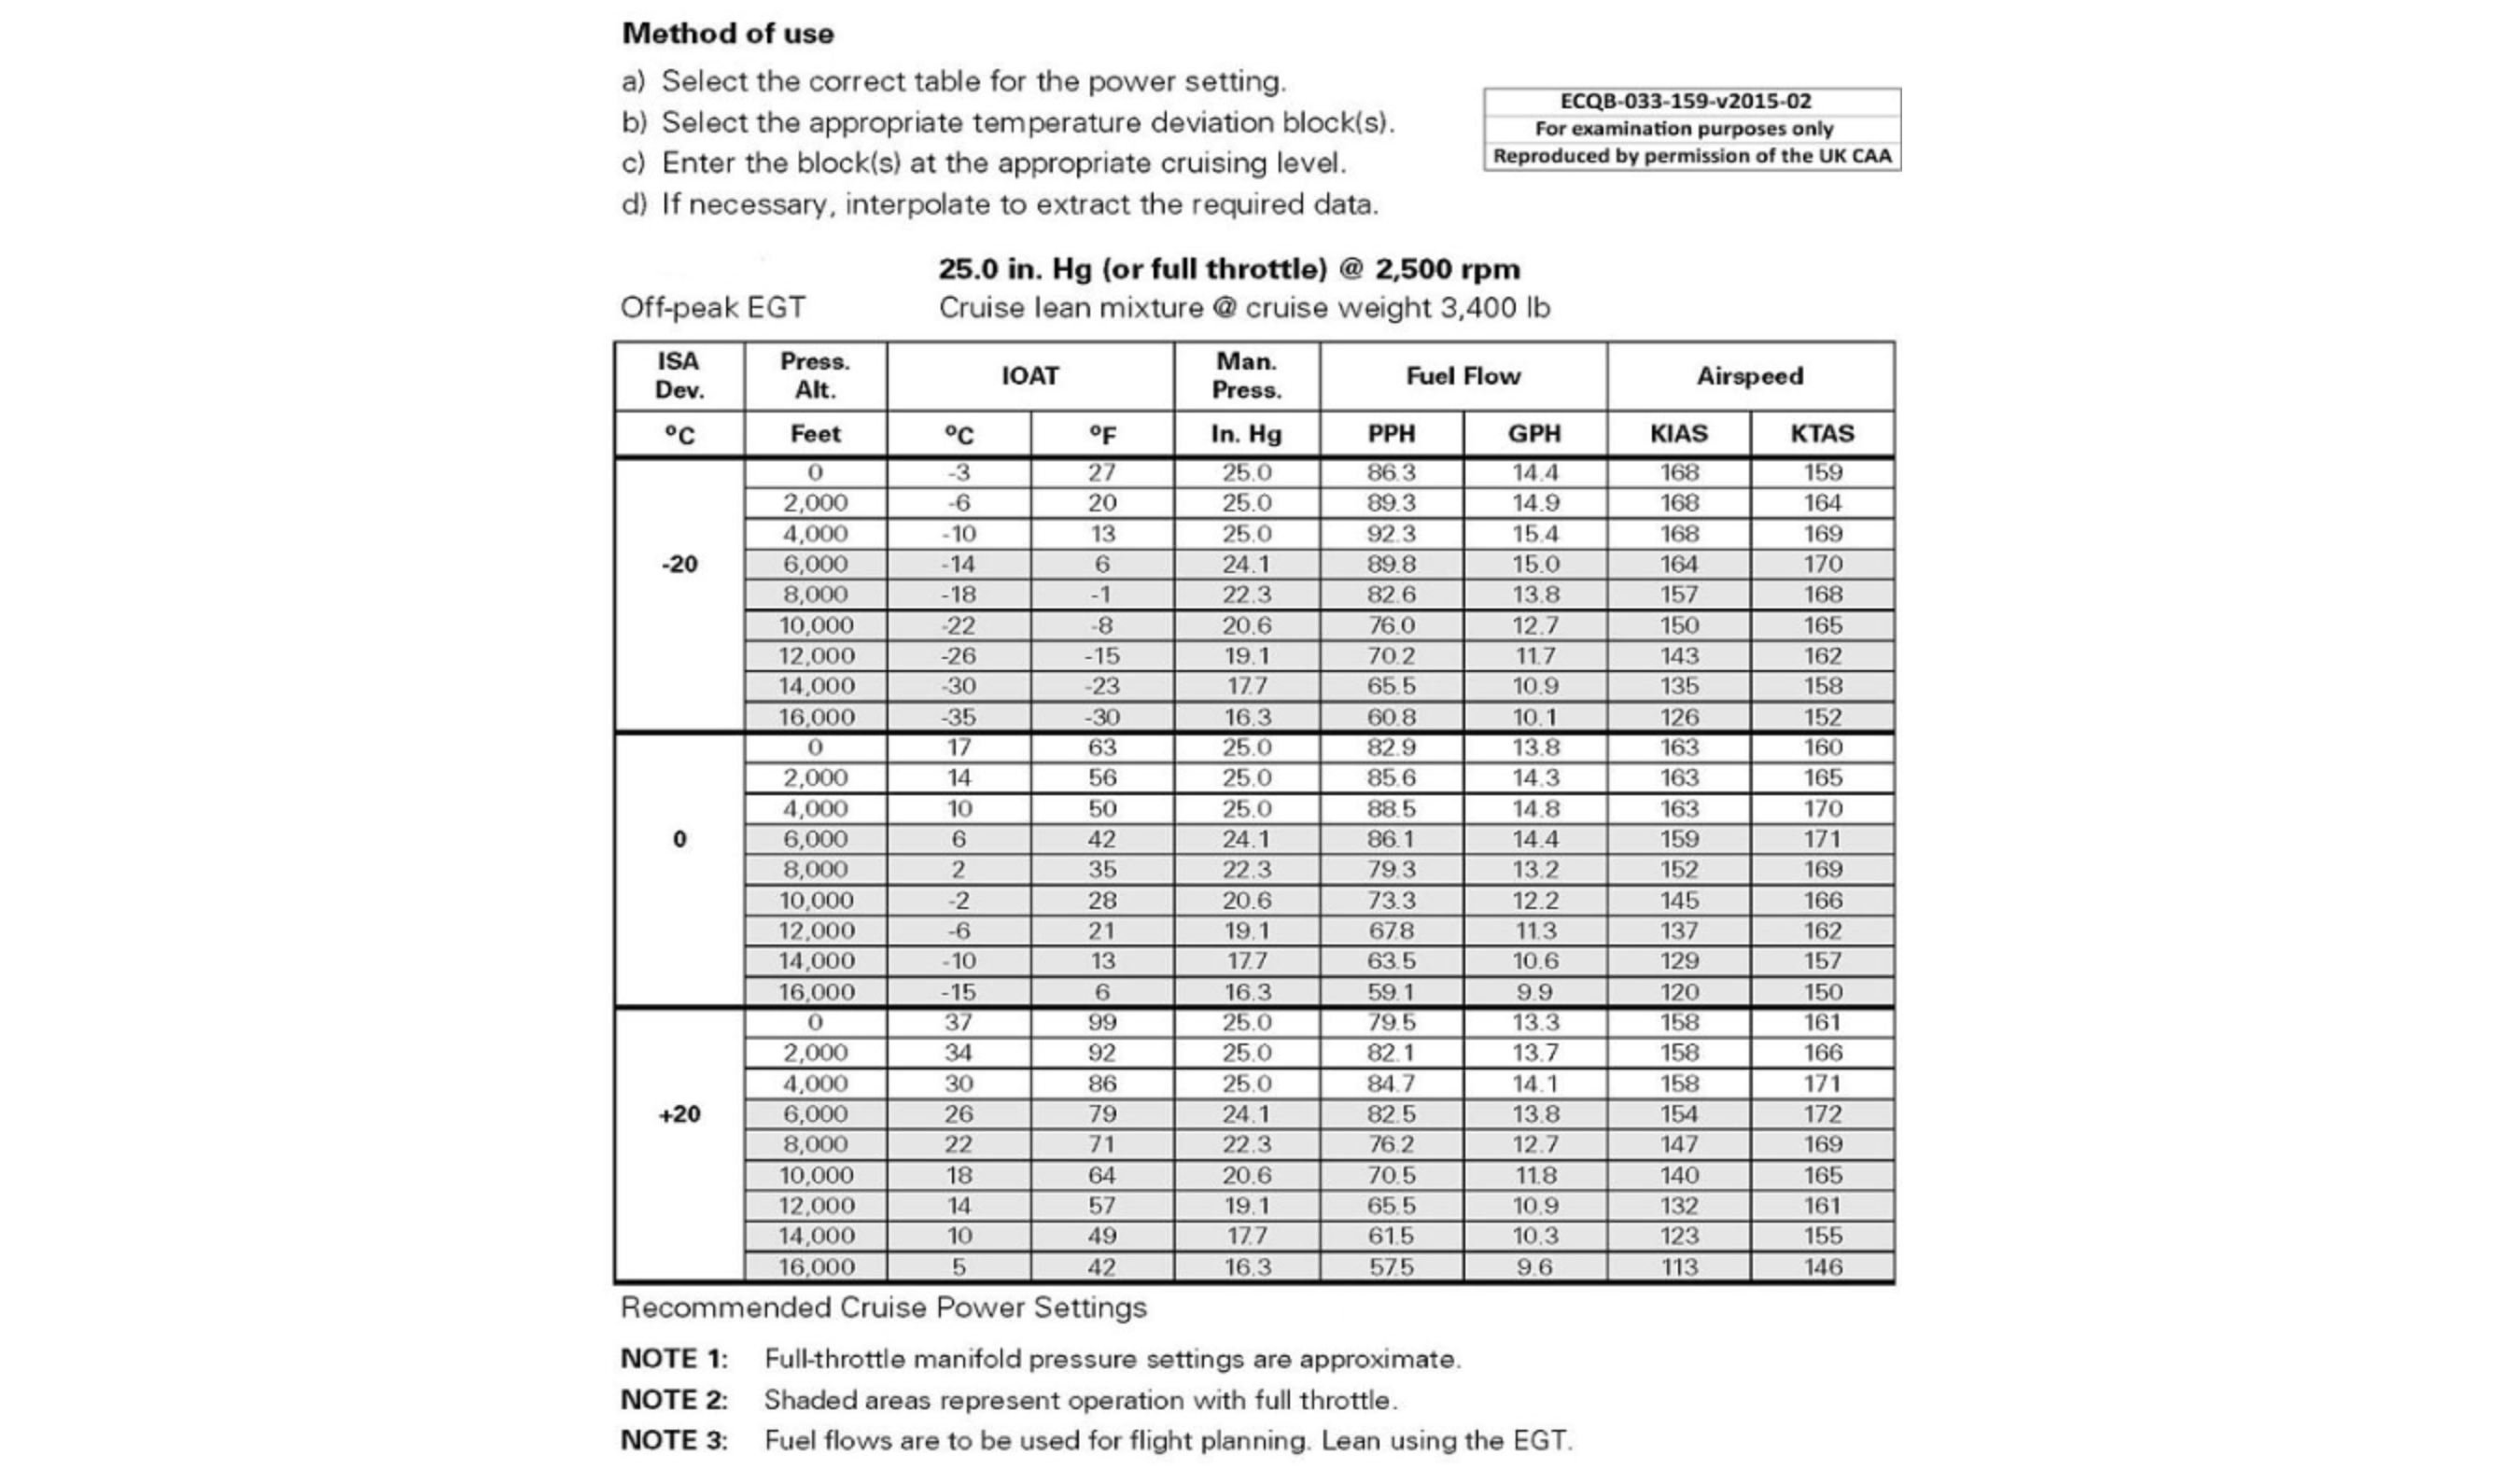 Method of use
a) Select the correct table for the power setting.
b) Select the appropriate temperature deviation block(s).
c) Enter the block(s) at the appropriate cruising level.
d) If necessary, interpolate to extract the required data.
ECQB-033-159-v2015-02
For examination purposes only
Reproduced by permission of the UK CAA
25.0 in. Hg (or full throttle) @ 2,500 rpm
Off-peak EGT Cruise lean mixture @ cruise weight 3,400 lb
ISA Dev. Press. Alt. IOAT Man. Press. Fuel Flow Airspeed
ºC Feet ºC ºF In. Hg PPH GPH KIAS KTAS
0 -3 27 25.0 86.3 14.4 168 159
2,000 -6 20 25.0 89.3 14.9 168 164
4,000 -10 13 25.0 92.3 15.4 168 169
-20 6,000 -14 6 24.1 89.8 15.0 164 170
8,000 -18 -1 22.3 82.6 13.8 157 168
10,000 -22 -8 20.6 76.0 12.7 150 165
12,000 -26 -15 19.1 70.2 11.7 143 162
14,000 -30 -23 17.7 65.5 10.9 135 158
16,000 -35 -30 16.3 60.8 10.1 126 152
0 17 63 25.0 82.9 13.8 163 160
2,000 14 56 25.0 85.6 14.3 163 165
4,000 10 50 25.0 88.5 14.8 163 170
0 6,000 6 42 24.1 86.1 14.4 159 171
8,000 2 35 22.3 79.3 13.2 152 169
10,000 -2 28 20.6 73.3 12.2 145 166
12,000 -6 21 19.1 67.8 11.3 137 162
14,000 -10 13 17.7 63.5 10.6 129 157
16,000 -15 6 16.3 59.1 9.9 120 150
0 37 99 25.0 79.5 13.3 158 161
2,000 34 92 25.0 82.1 13.7 158 166
4,000 30 86 25.0 84.7 14.1 158 171
+20 6,000 26 79 24.1 82.5 13.8 154 172
8,000 22 71 22.3 76.2 12.7 147 169
10,000 18 64 20.6 70.5 11.8 140 165
12,000 14 57 19.1 65.5 10.9 132 161
14,000 10 49 17.7 61.5 10.3 123 155
16,000 5 42 16.3 57.5 9.6 113 146
Recommended Cruise Power Settings
NOTE 1: Full-throttle manifold pressure settings are approximate.
NOTE 2: Shaded areas represent operation with full throttle.
NOTE 3: Fuel flows are to be used for flight planning. Lean using the EGT.